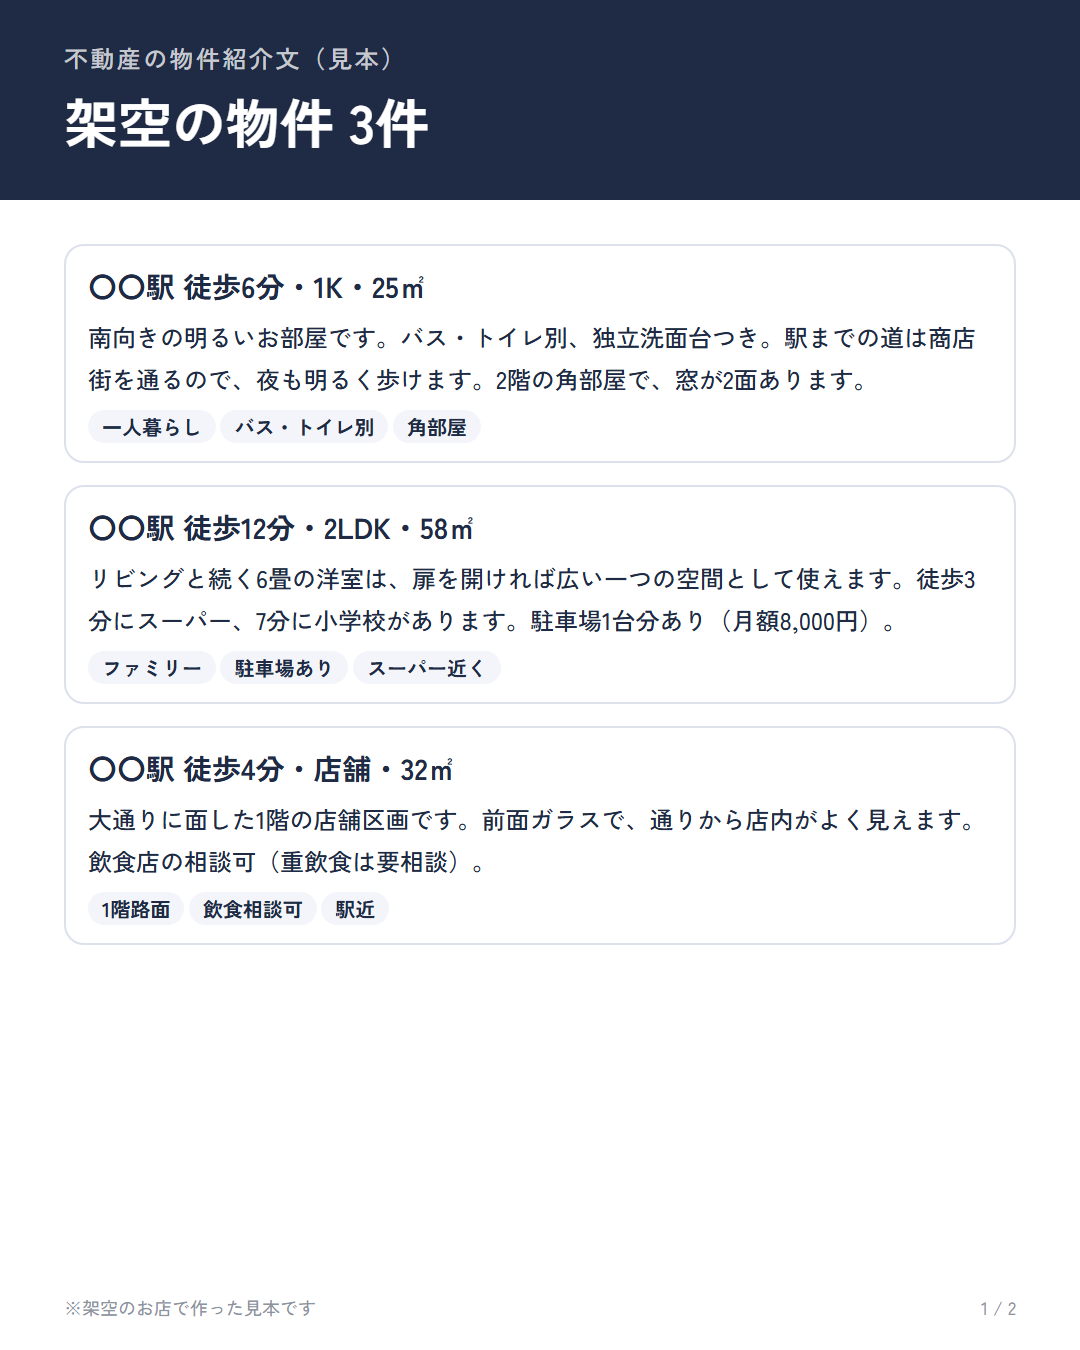 不動産の物件紹介文（見本）
架空の物件 3件
〇〇駅 徒歩6分・1K・25㎡
南向きの明るいお部屋です。バス・トイレ別、独立洗面台つき。駅までの道は商店
街を通るので、夜も明るく歩けます。2階の角部屋で、窓が2面あります。
一人暮らし バス・トイレ別 角部屋
〇〇駅 徒歩12分・2LDK・58㎡
リビングと続く6畳の洋室は、扉を開ければ広い一つの空間として使えます。徒歩3
分にスーパー、7分に小学校があります。駐車場1台分あり（月額8,000円）。
ファミリー 駐車場あり スーパー近く
〇〇駅 徒歩4分・店舗・32㎡
大通りに面した1階の店舗区画です。前面ガラスで、通りから店内がよく見えます。
飲食店の相談可（重飲食は要相談）。
1階路面 飲食相談可 駅近
※架空のお店で作った見本です
1 / 2